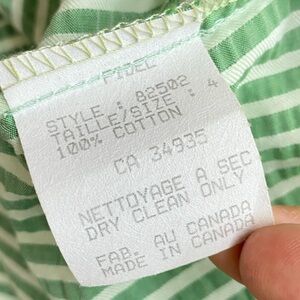 FIDEL
STYLE : 82502
TAILLE/SIZE : 4
100% COTTON
CA 34935
NETTOYAGE A SEC
DRY CLEAN ONLY
FAB. AU CANADA
MADE IN CANADA